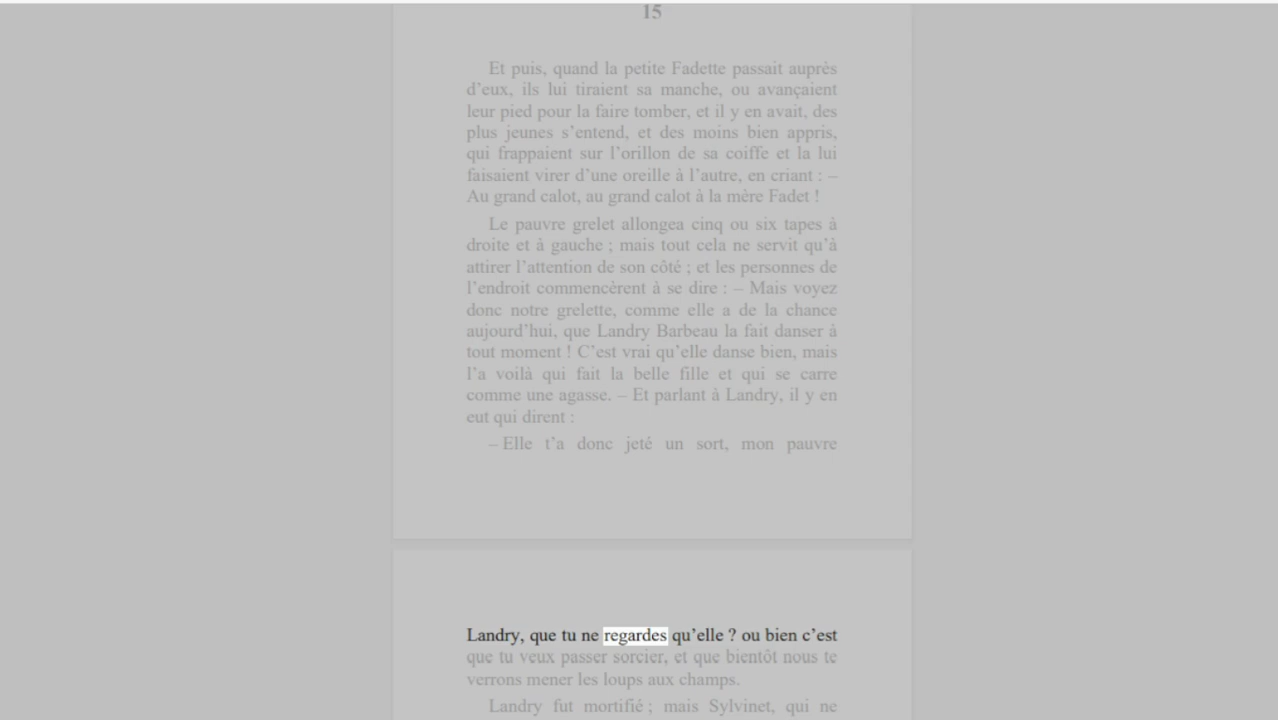 15
Et puis, quand la petite Fadette passait auprès
d’eux, ils lui tiraient sa manche, ou avançaient
leur pied pour la faire tomber, et il y en avait, des
plus jeunes s’entend, et des moins bien appris,
qui frappaient sur l’orillon de sa coiffe et la lui
faisaient virer d’une oreille à l’autre, en criant : –
Au grand calot, au grand calot à la mère Fadet !
Le pauvre grelet allongea cinq ou six tapes à
droite et à gauche ; mais tout cela ne servit qu’à
attirer l’attention de son côté ; et les personnes de
l’endroit commencèrent à se dire : – Mais voyez
donc notre grelette, comme elle a de la chance
aujourd’hui, que Landry Barbeau la fait danser à
tout moment ! C’est vrai qu’elle danse bien, mais
l’a voilà qui fait la belle fille et qui se carre
comme une agasse. – Et parlant à Landry, il y en
eut qui dirent :
– Elle t’a donc jeté un sort, mon pauvre
Landry, que tu ne regardes qu’elle ? ou bien c’est
que tu veux passer sorcier, et que bientôt nous te
verrons mener les loups aux champs.
Landry fut mortifié ; mais Sylvinet, qui ne